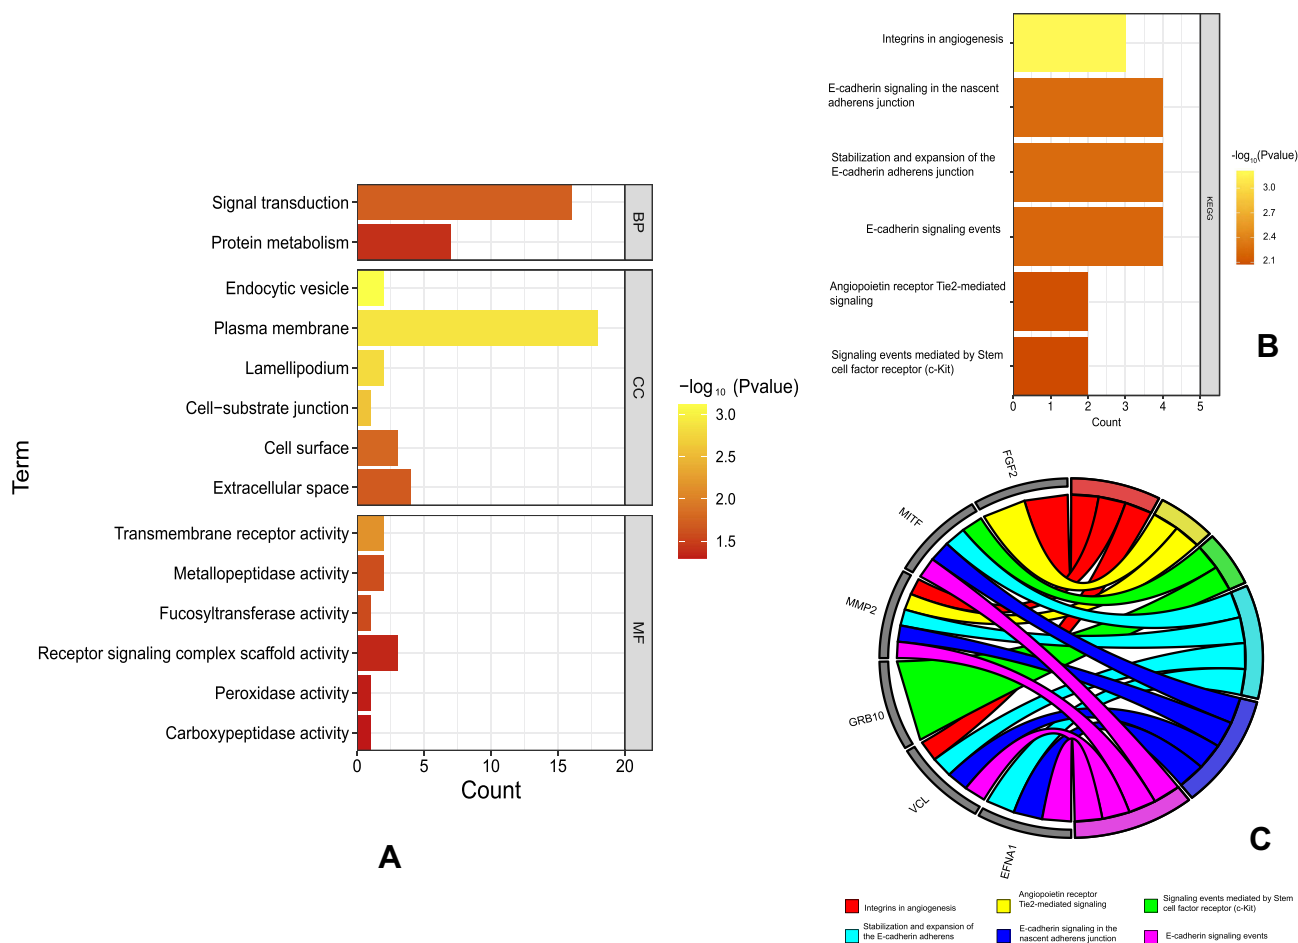 Term
Signal transduction
Protein metabolism
BP
Endocytic vesicle
Plasma membrane
Lamellipodium
Cell−substrate junction
Cell surface
Extracellular space
CC
Transmembrane receptor activity
Metallopeptidase activity
Fucosyltransferase activity
Receptor signaling complex scaffold activity
Peroxidase activity
Carboxypeptidase activity
MF
0 5 10 15 20
Count
−log10 (Pvalue)
3.0
2.5
2.0
1.5
A
Integrins in angiogenesis
E-cadherin signaling in the nascent
adherens junction
Stabilization and expansion of the
E-cadherin adherens junction
E-cadherin signaling events
Angiopoietin receptor Tie2-mediated
signaling
Signaling events mediated by Stem
cell factor receptor (c-Kit)
KEGG
0 1 2 3 4 5
Count
-log10(Pvalue)
3.0
2.7
2.4
2.1
B
FGF2
MITF
MMP2
GRB10
VCL
EFNA1
C
Integrins in angiogenesis
Angiopoietin receptor
Tie2-mediated signaling
Signaling events mediated by Stem
cell factor receptor (c-Kit)
Stabilization and expansion of
the E-cadherin adherens
E-cadherin signaling in the
nascent adherens junction
E-cadherin signaling events